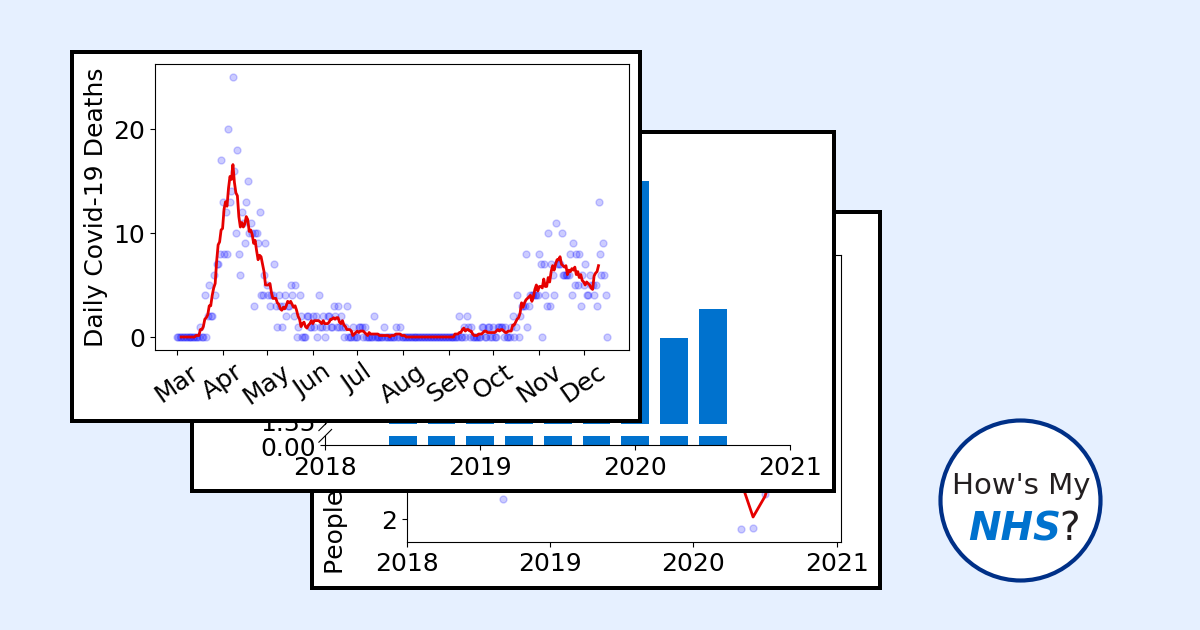 Daily Covid-19 Deaths
20
10
0
Mar Apr May Jun Jul Aug Sep Oct Nov Dec
0.00
2018 2019 2020 2021
People
2
2018 2019 2020 2021
How's My
NHS?